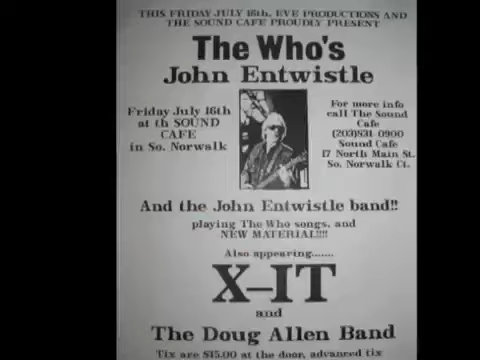 THIS FRIDAY JULY 16th, EVE PRODUCTIONS AND
THE SOUND CAFE PROUDLY PRESENT
The Who's
John Entwistle
Friday July 16th
at th SOUND
CAFE
in So. Norwalk
For more info
call The Sound
Cafe
(203)831-0900
Sound Cafe
17 North Main St.
So. Norwalk Ct.
And the John Entwistle band!!
playing The Who songs, and
NEW MATERIAL!!!!
Also appearing.......
X-IT
and
The Doug Allen Band
Tix are $15.00 at the door, advanced tix